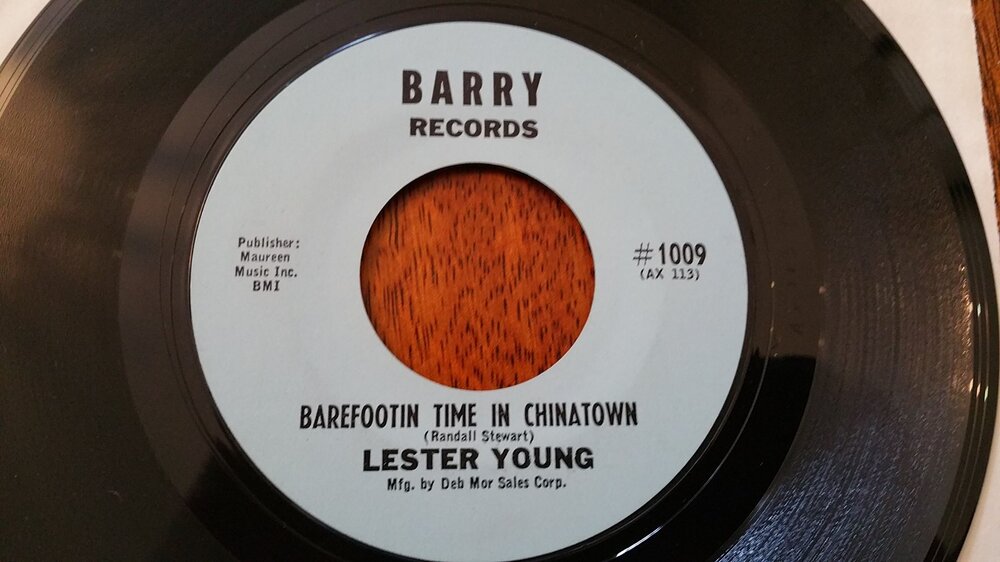 BARRY
RECORDS
Publisher:
Maureen
Music Inc.
BMI
#1009
(AX 113)
BAREFOOTIN TIME IN CHINATOWN
(Randall Stewart)
LESTER YOUNG
Mfg. by Deb Mor Sales Corp.